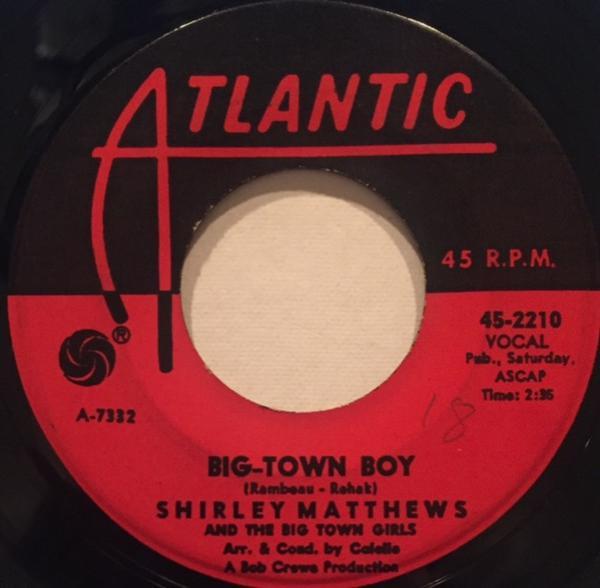 ATLANTIC
45 R.P.M.
®
45-2210
VOCAL
Pub., Saturday,
ASCAP
Time: 2:36
A-7332
18
BIG-TOWN BOY
(Rambeau - Rehak)
SHIRLEY MATTHEWS
AND THE BIG TOWN GIRLS
Arr. & Cond. by Calello
A Bob Crewe Production